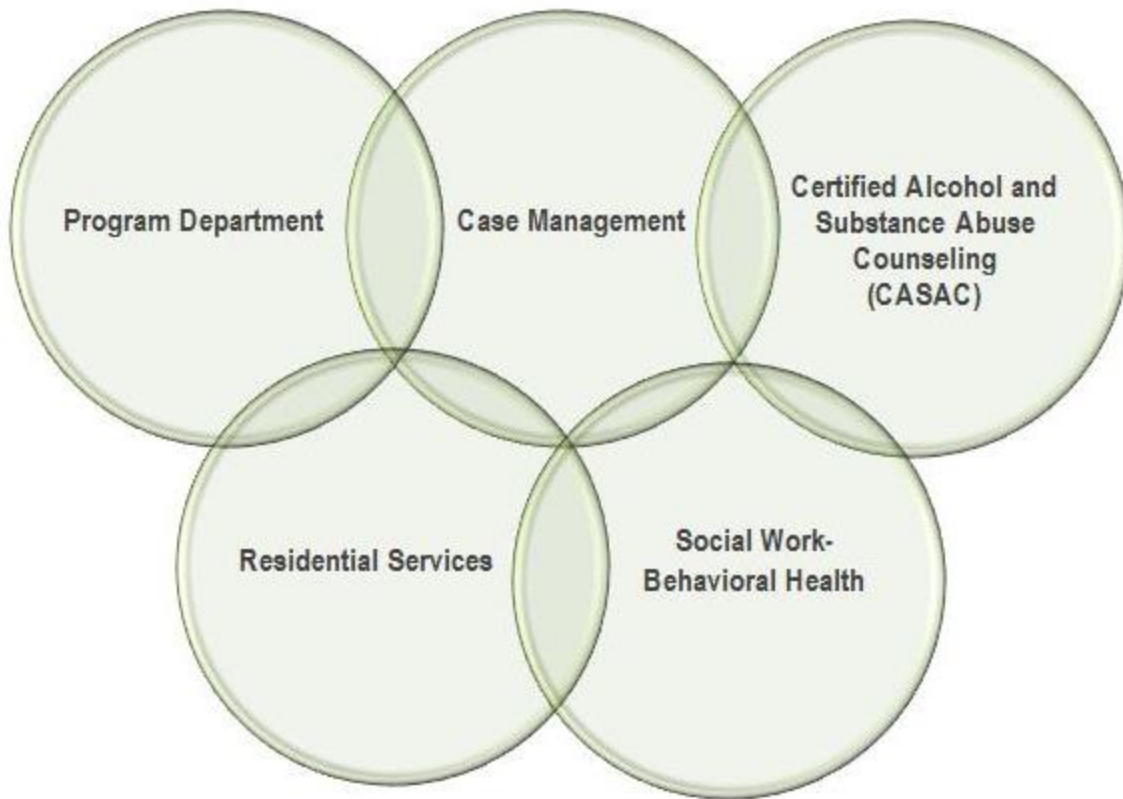 Program Department
Case Management
Certified Alcohol and
Substance Abuse
Counseling
(CASAC)
Residential Services
Social Work-
Behavioral Health